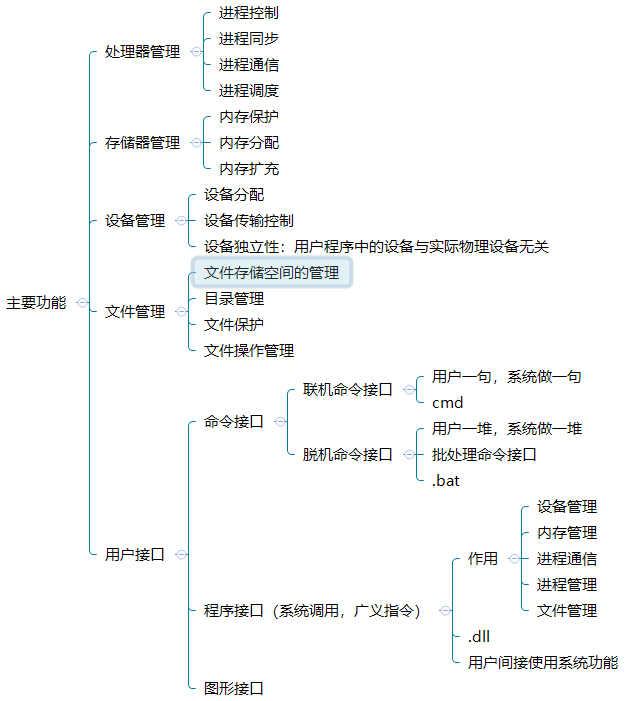 主要功能
处理器管理
进程控制
进程同步
进程通信
进程调度
存储器管理
内存保护
内存分配
内存扩充
设备管理
设备分配
设备传输控制
设备独立性：用户程序中的设备与实际物理设备无关
文件管理
文件存储空间的管理
目录管理
文件保护
文件操作管理
用户接口
命令接口
联机命令接口
用户一句，系统做一句
cmd
脱机命令接口
用户一堆，系统做一堆
批处理命令接口
.bat
程序接口（系统调用，广义指令）
作用
设备管理
内存管理
进程通信
进程管理
文件管理
.dll
用户间接使用系统功能
图形接口